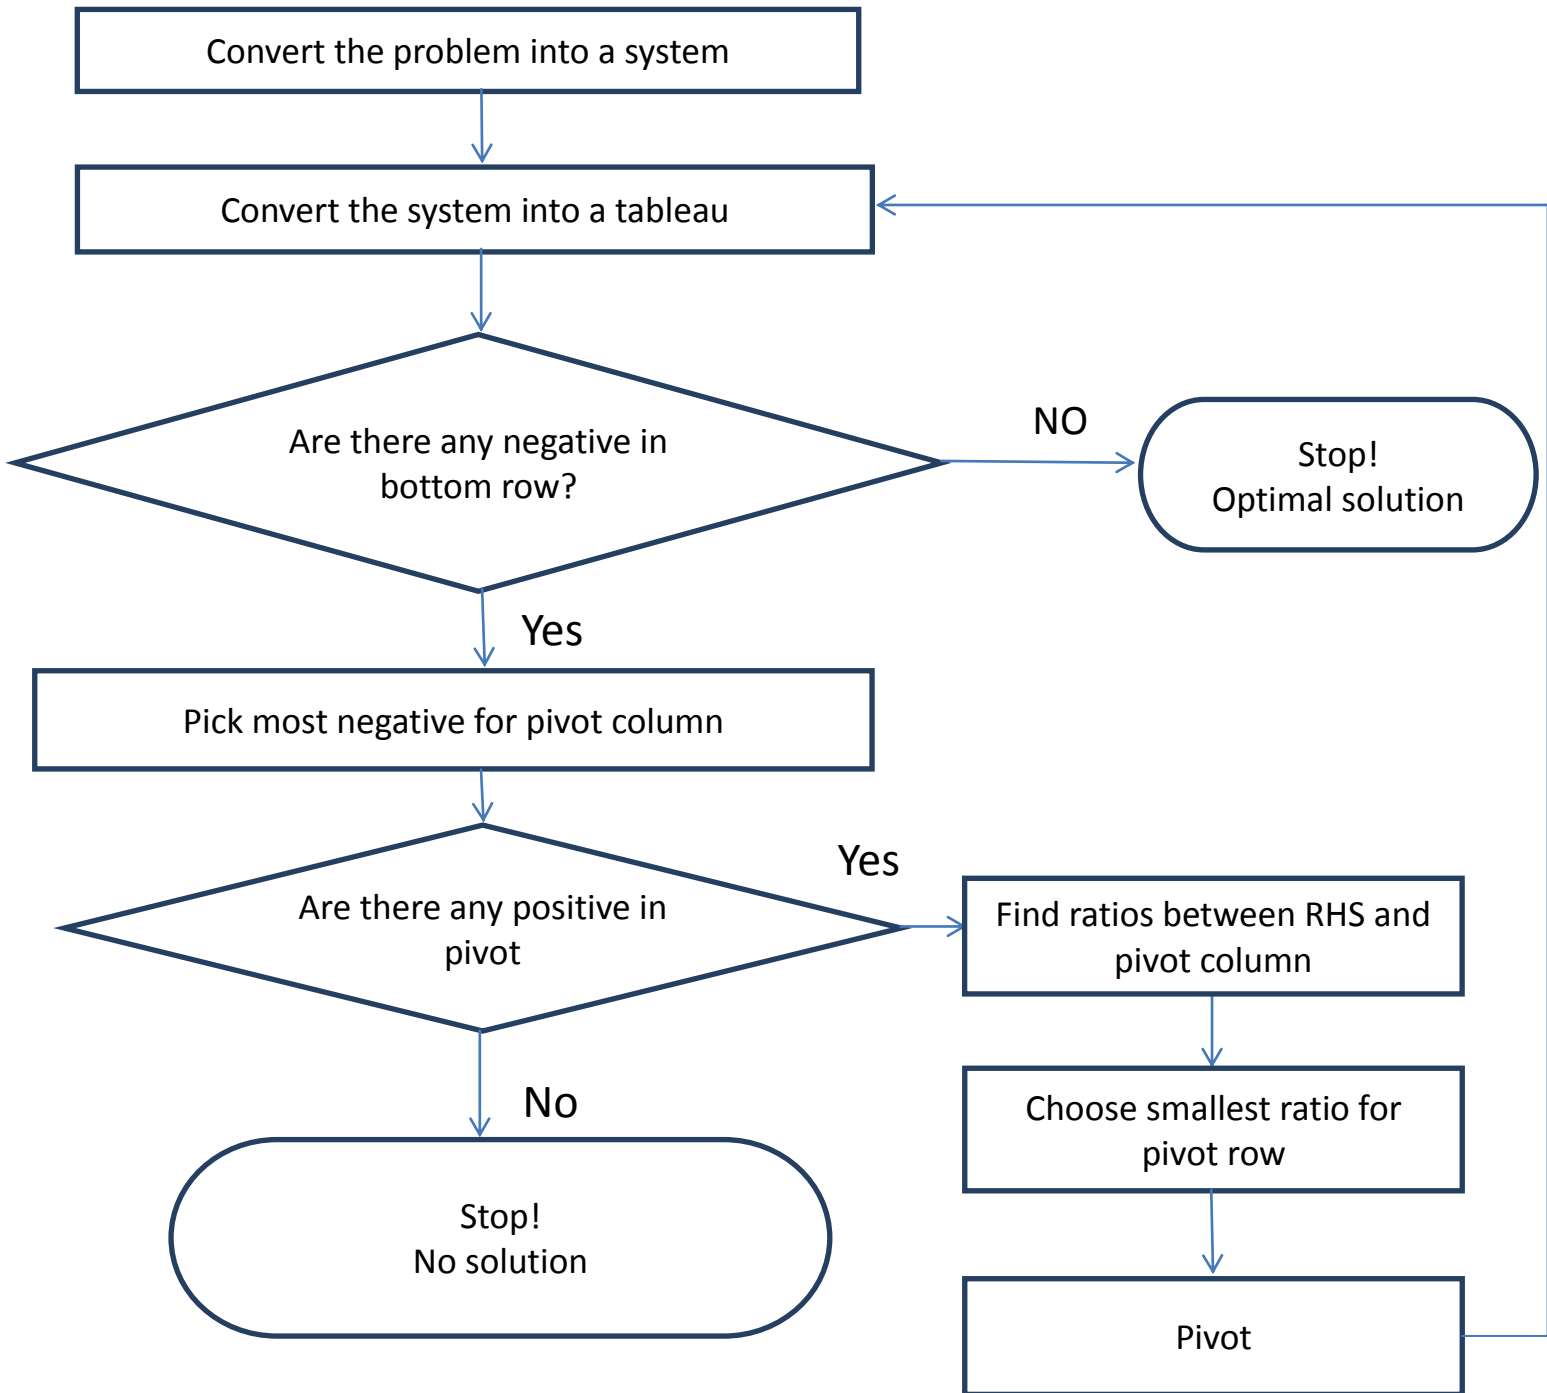 Convert the problem into a system
Convert the system into a tableau
Are there any negative in
bottom row?
NO
Stop!
Optimal solution
Yes
Pick most negative for pivot column
Are there any positive in
pivot
Yes
Find ratios between RHS and
pivot column
No
Choose smallest ratio for
pivot row
Stop!
No solution
Pivot